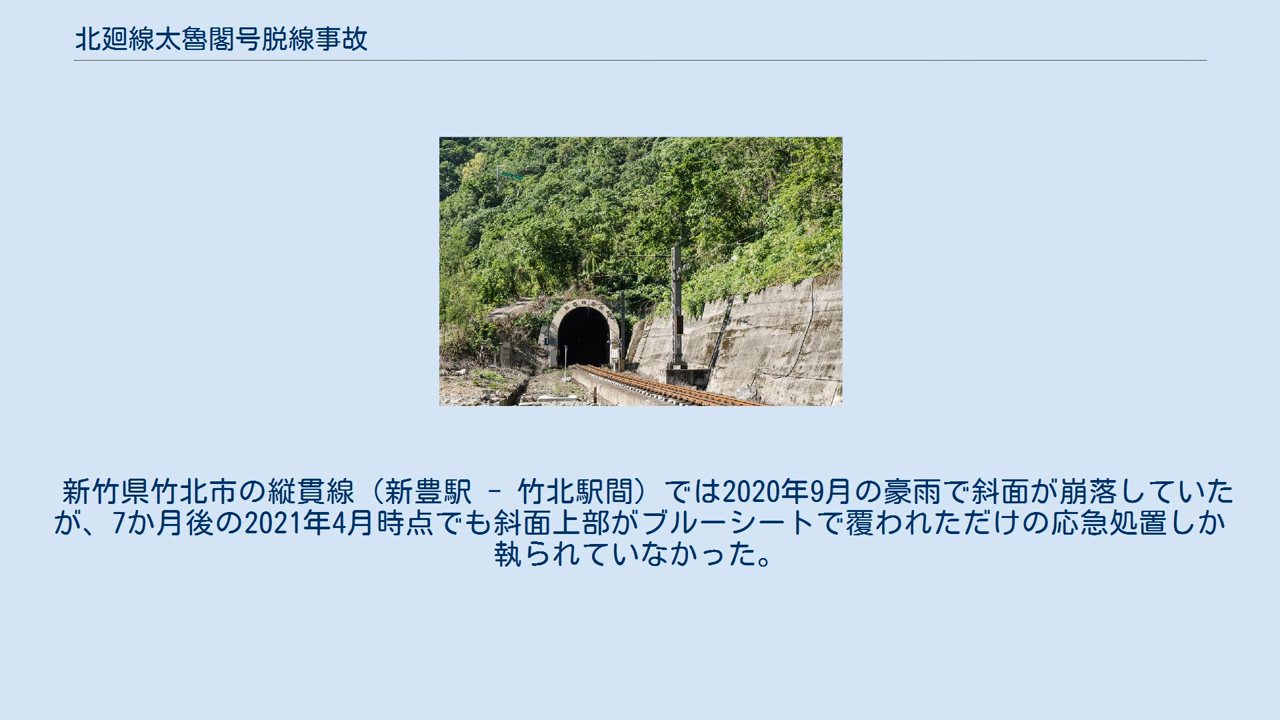 北廻線太魯閣号脱線事故
新竹県竹北市の縦貫線（新豊駅 - 竹北駅間）では2020年9月の豪雨で斜面が崩落していた
が、7か月後の2021年4月時点でも斜面上部がブルーシートで覆われただけの応急処置しか
執られていなかった。